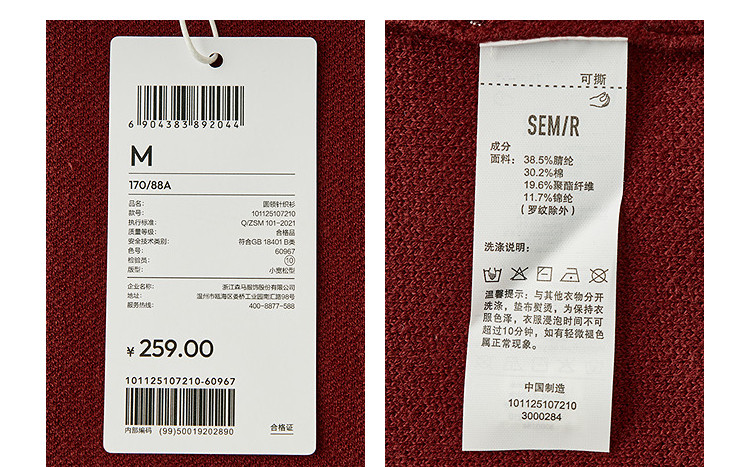 6 904383 892044
M
170/88A
品名: 圆领针织衫
款号: 101125107210
执行标准: Q/ZSM 101-2021
质量等级: 合格品
安全技术类别: 符合GB 18401 B类
色号: 60967
检验员: 10
版型: 小宽松型
企业名称: 浙江森马服饰股份有限公司
地址: 温州市瓯海区娄桥工业园南汇路98号
服务热线: 400-8877-588
¥ 259.00
101125107210-60967
内部编码 (99)50019202890
合格证
可撕
SEM/R
成分
面料: 38.5%腈纶
30.2%棉
19.6%聚酯纤维
11.7%锦纶
(罗纹除外)
洗涤说明:
温馨提示: 与其他衣物分开
洗涤, 垫布熨烫, 为保持衣
服色泽, 衣服浸泡时间不可
超过10分钟, 如有轻微褪色
属正常现象。
中国制造
101125107210
3000284